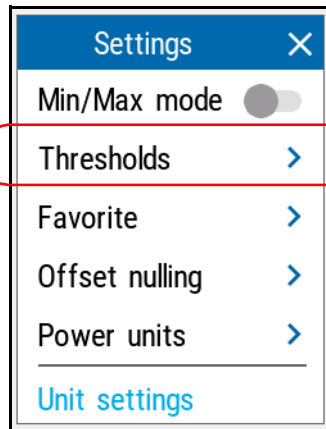 Settings
Min/Max mode
Thresholds
Favorite
Offset nulling
Power units
Unit settings